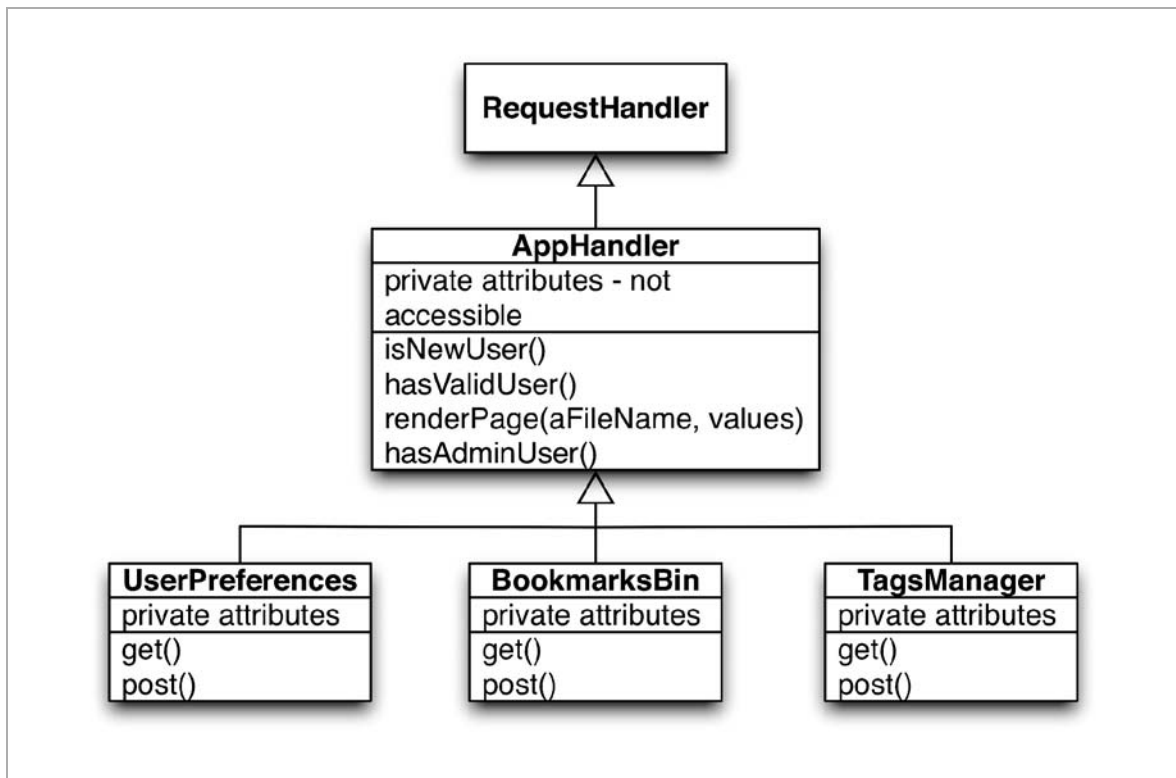 RequestHandler
AppHandler
private attributes - not
accessible
isNewUser()
hasValidUser()
renderPage(aFileName, values)
hasAdminUser()
UserPreferences
private attributes
get()
post()
BookmarksBin
private attributes
get()
post()
TagsManager
private attributes
get()
post()